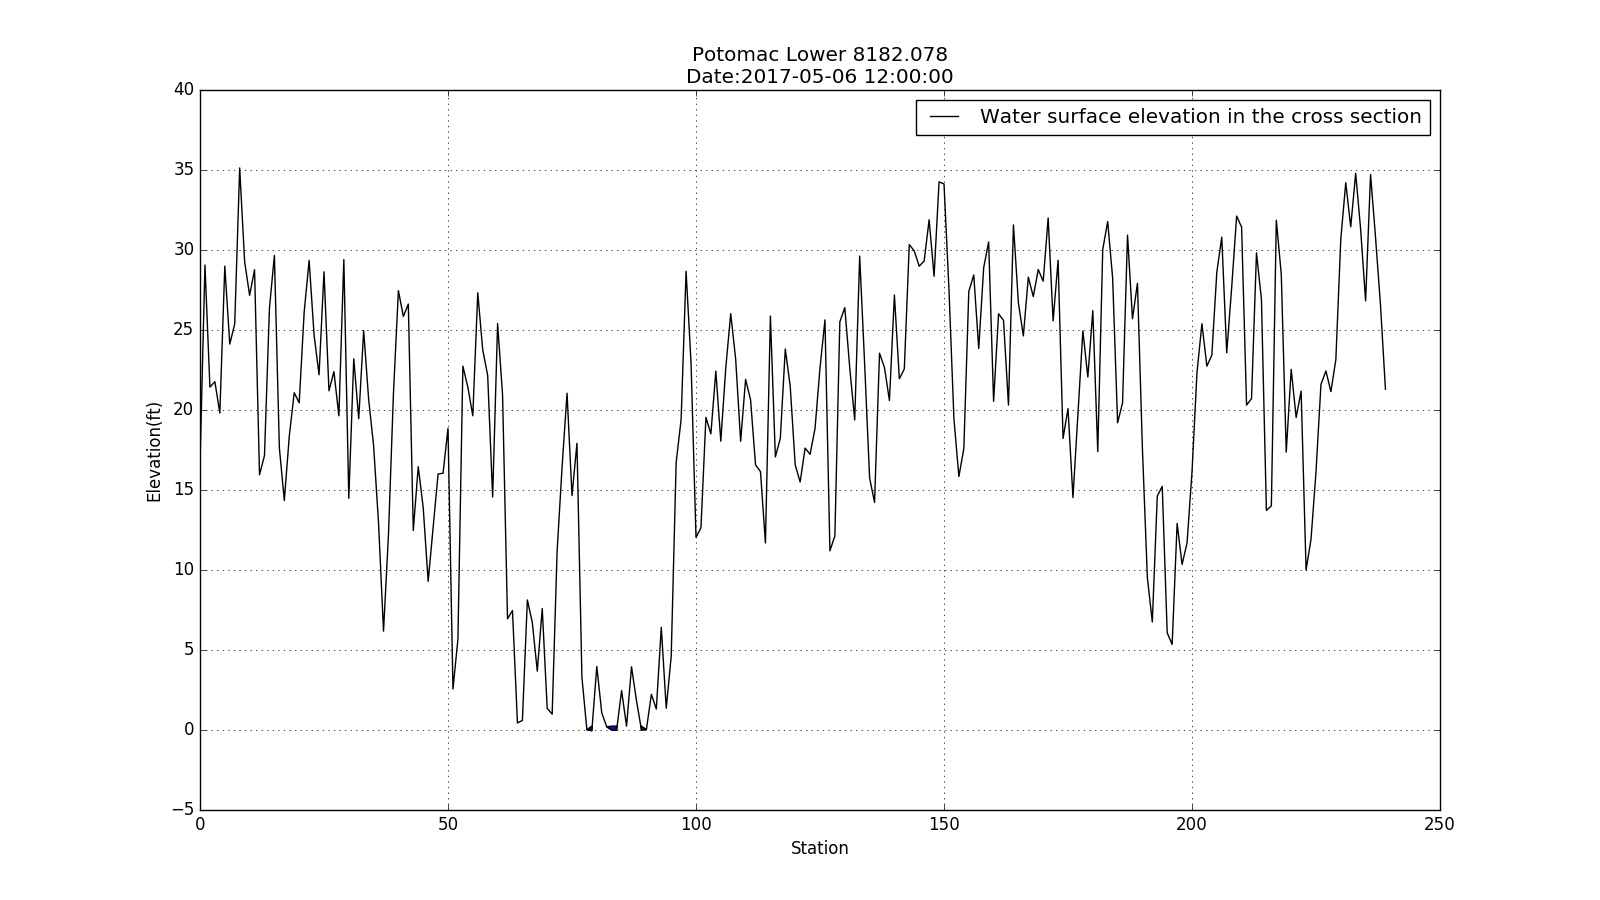 Potomac Lower 8182.078
Date:2017-05-06 12:00:00
Water surface elevation in the cross section
40
35
30
25
20
15
10
5
0
−5
Elevation(ft)
0 50 100 150 200 250
Station